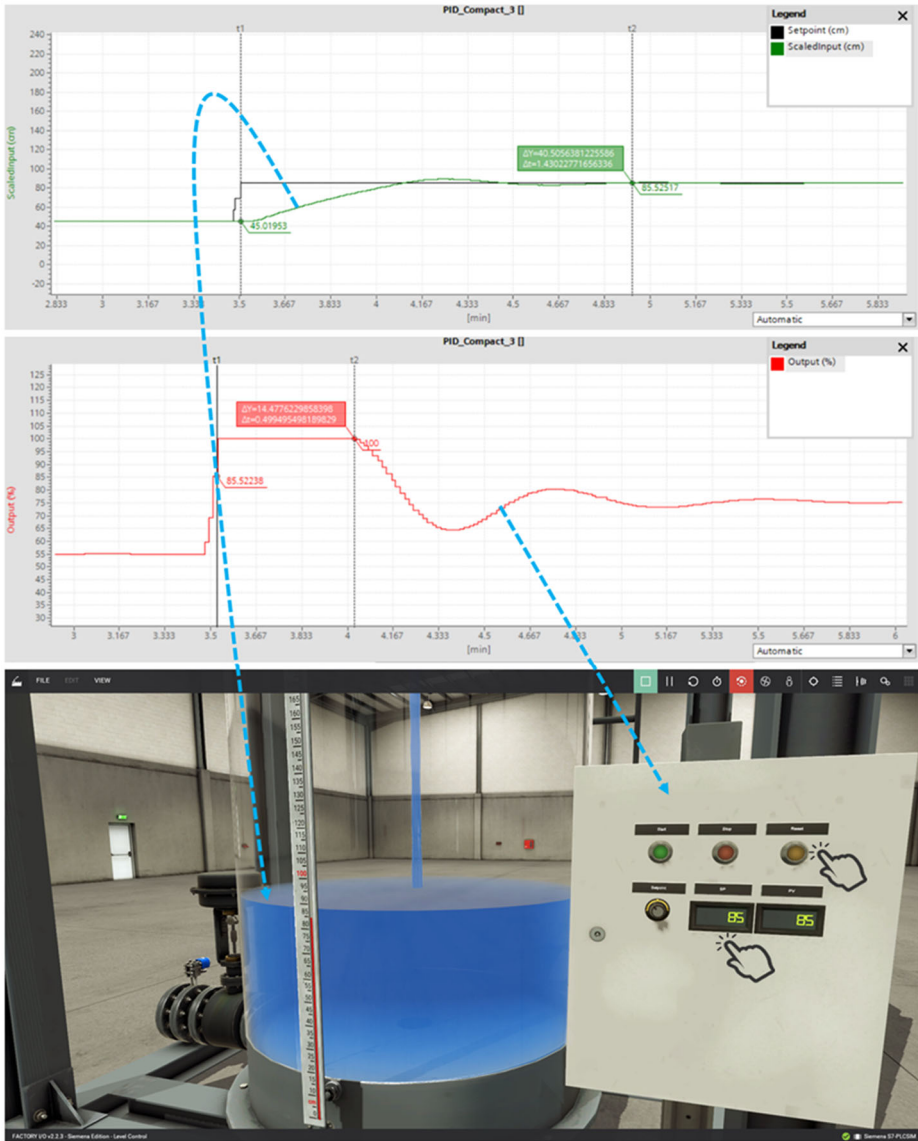 PID_Compact_3 []
t1
t2
Legend
Setpoint (cm)
ScaledInput (cm)
240
220
200
180
160
140
120
100
80
60
40
20
0
-20
ScaledInput (cm)
ΔY=40.5056381225586
Δt=1.43022771656336
85.52517
45.01953
2.833 3 3.167 3.333 3.5 3.667 4 4.167 4.333 4.5 4.667 4.833 5 5.167 5.333 5.5 5.667 5.833
[min]
Automatic
PID_Compact_3 []
t1
t2
Legend
Output (%)
125
120
115
110
105
100
95
90
85
80
75
70
65
60
55
50
45
40
35
30
Output (%)
ΔY=14.4776229858398
Δt=0.499495498189829
100
85.52238
3 3.167 3.333 3.5 3.667 3.833 4 4.167 4.333 4.5 4.667 4.833 5 5.167 5.333 5.5 5.667 5.833 6
[min]
Automatic
FILE EDIT VIEW
Start Stop Reset
Setpoint SP PV
85 85
FACTORY I/O v2.2.3 - Siemens Edition - Level Control
Siemens S7-PLCSIM